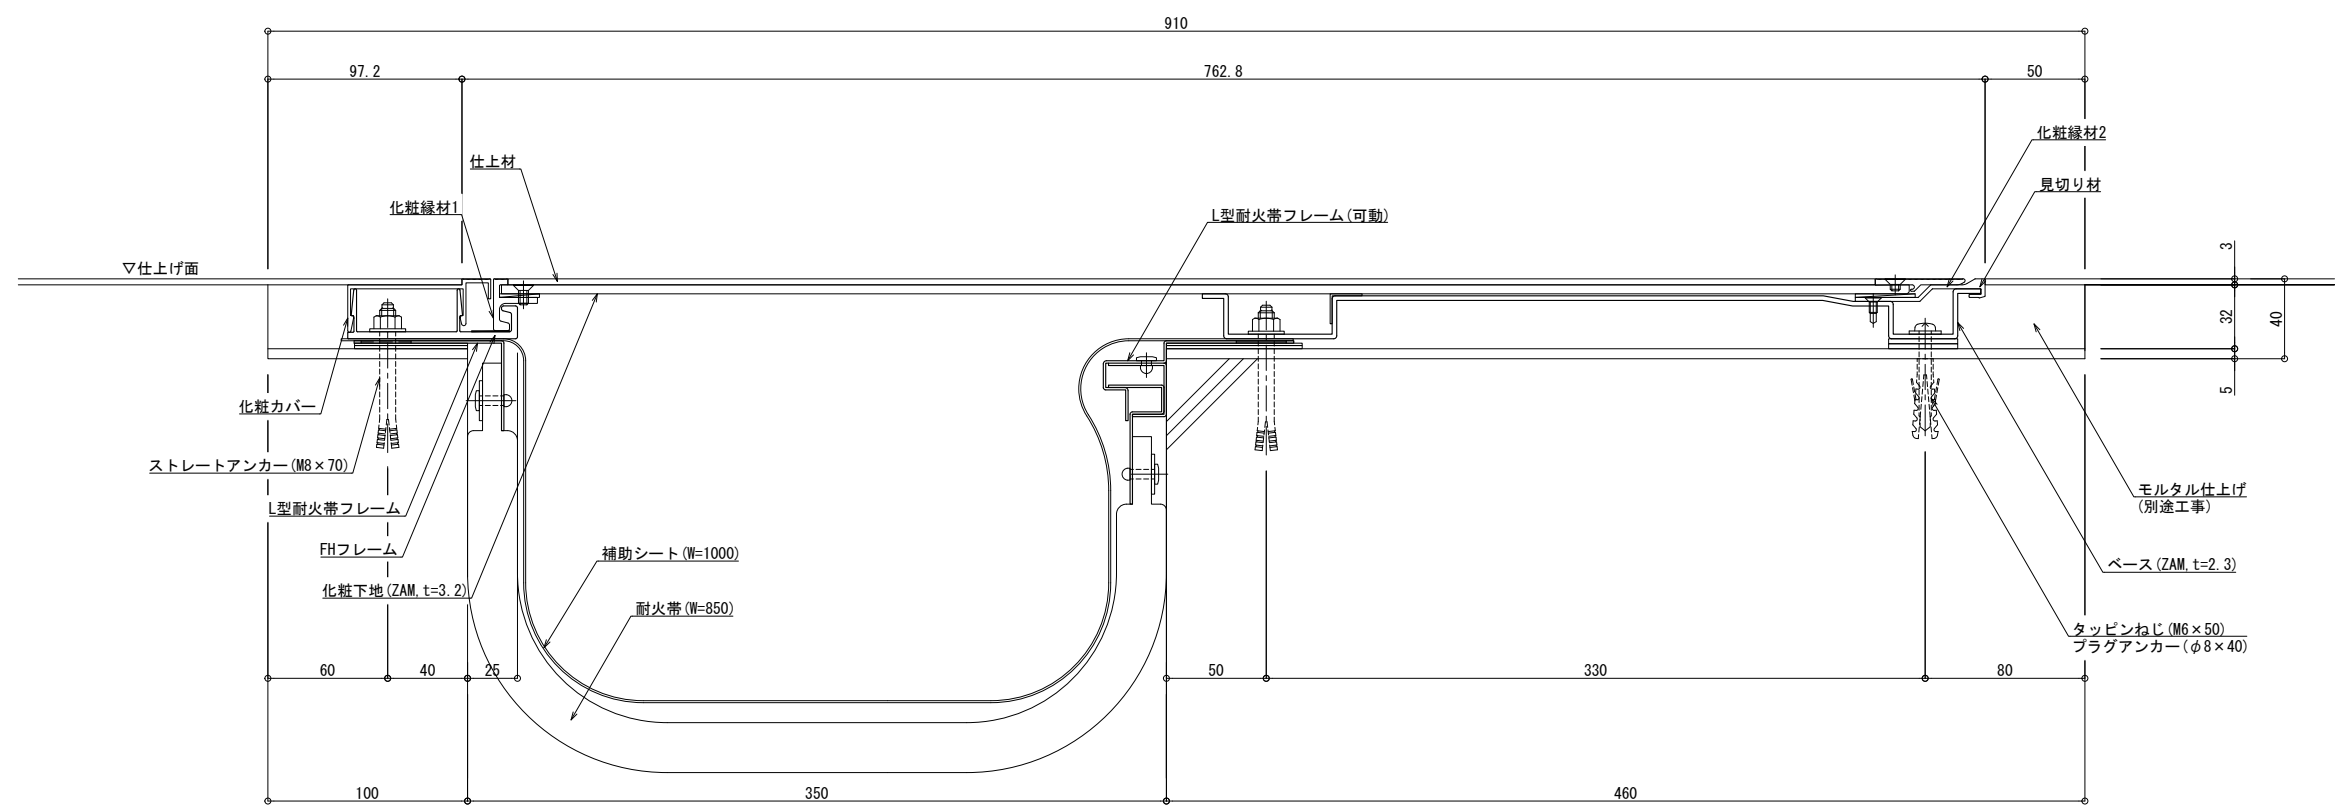 910
97.2
762.8
50
化粧縁材2
仕上材
見切り材
化粧縁材1
L型耐火帯フレーム(可動)
▽仕上げ面
3
32
40
5
化粧カバー
ストレートアンカー(M8×70)
L型耐火帯フレーム
モルタル仕上げ
(別途工事)
FHフレーム
補助シート(W=1000)
ベース(ZAM,t=2.3)
化粧下地(ZAM,t=3.2)
耐火帯(W=850)
タッピンねじ(M6×50)
プラグアンカー(φ8×40)
60
40
25
50
330
80
100
350
460